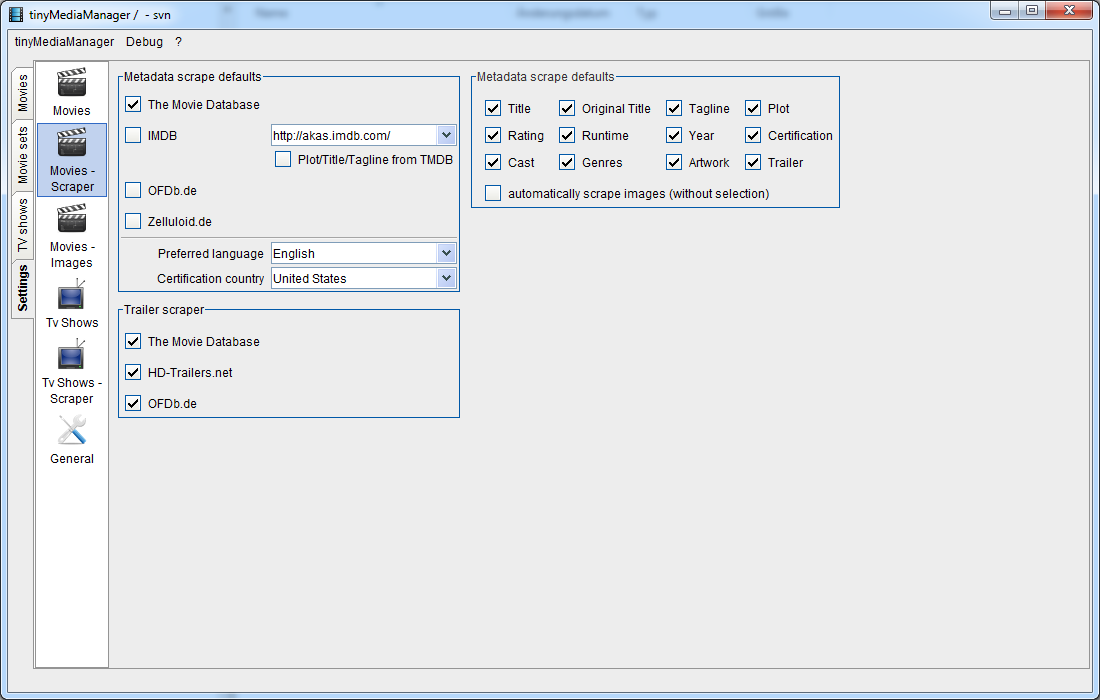 tinyMediaManager / - svn
tinyMediaManager Debug ?
Movies
Movie sets
TV shows
Settings
Movies
Movies -
Scraper
Movies -
Images
Tv Shows
Tv Shows -
Scraper
General
Metadata scrape defaults
The Movie Database
IMDB http://akas.imdb.com/
Plot/Title/Tagline from TMDB
OFDb.de
Zelluloid.de
Preferred language English
Certification country United States
Trailer scraper
The Movie Database
HD-Trailers.net
OFDb.de
Metadata scrape defaults
Title Original Title Tagline Plot
Rating Runtime Year Certification
Cast Genres Artwork Trailer
automatically scrape images (without selection)